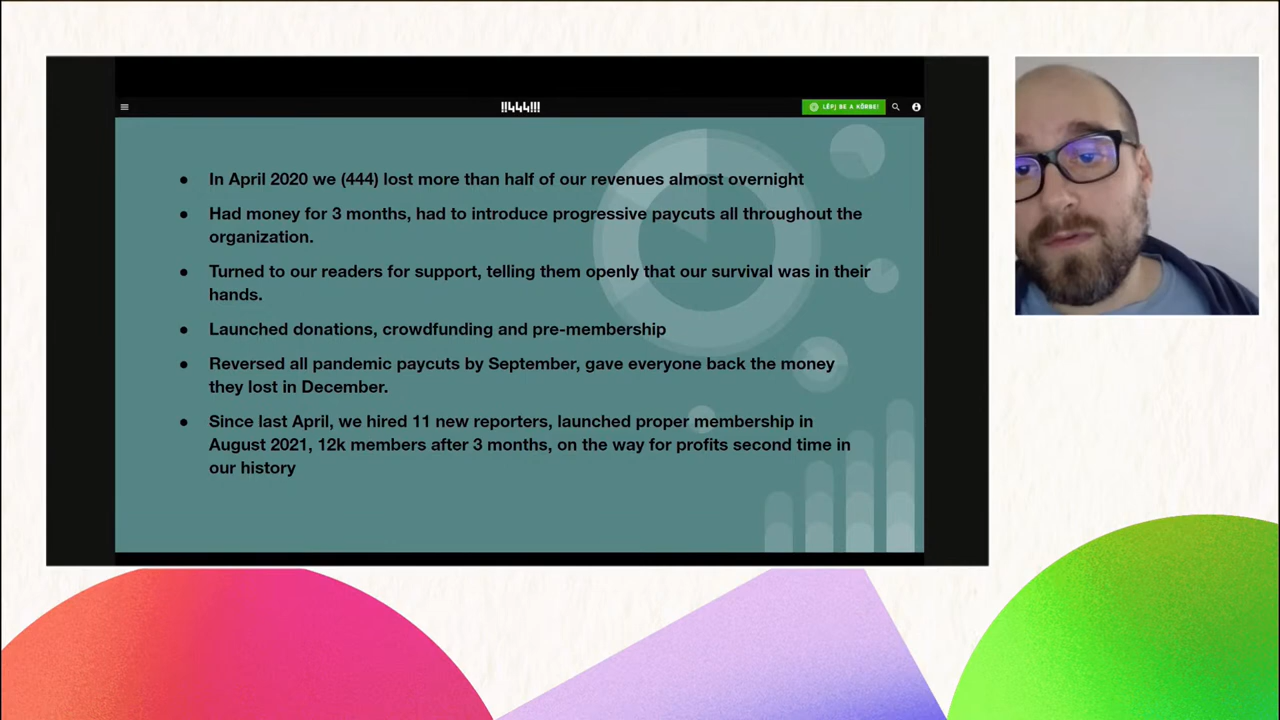 !!444!!!
LÉPJ BE A KÖRBE!
● In April 2020 we (444) lost more than half of our revenues almost overnight
● Had money for 3 months, had to introduce progressive paycuts all throughout the
organization.
● Turned to our readers for support, telling them openly that our survival was in their
hands.
● Launched donations, crowdfunding and pre-membership
● Reversed all pandemic paycuts by September, gave everyone back the money
they lost in December.
● Since last April, we hired 11 new reporters, launched proper membership in
August 2021, 12k members after 3 months, on the way for profits second time in
our history